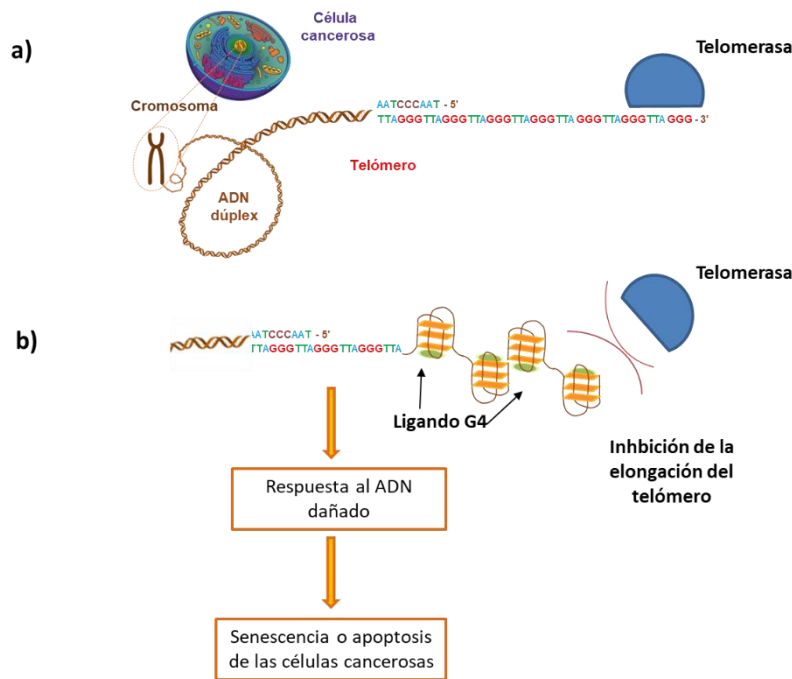 a)
Célula
cancerosa
Telomerasa
Cromosoma
AATCCCAAT - 5'
TTAGGGTTAGGGTTAGGGTTAGGGTTAGGGTTAGGGTTAGGG - 3'
Telómero
ADN
dúplex
Telomerasa
b)
AATCCCAAT - 5'
TTAGGGTTAGGGTTAGGGTTA
Ligando G4
Inhbición de la
elongación del
telómero
Respuesta al ADN
dañado
Senescencia o apoptosis
de las células cancerosas